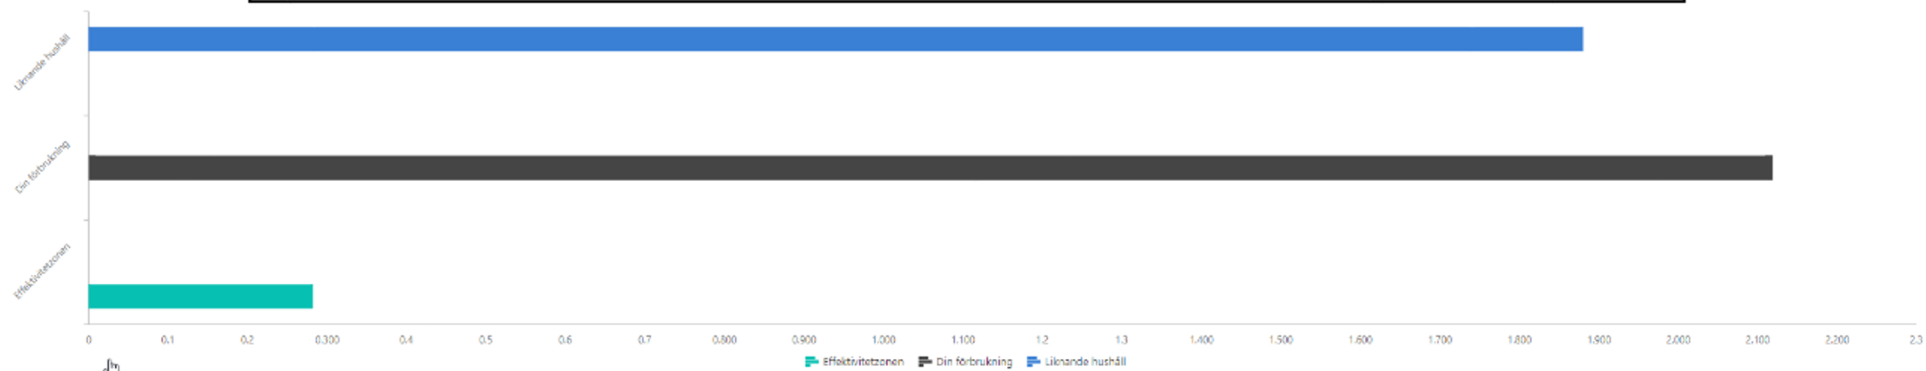 Liknande hushåll
Din förbrukning
Effektivitetzonen
0 0.1 0.2 0.300 0.4 0.5 0.6 0.7 0.800 0.900 1.000 1.100 1.2 1.3 1.400 1.500 1.600 1.700 1.800 1.900 2.000 2.100 2.200 2.3
Effektivitetzonen Din förbrukning Liknande hushåll